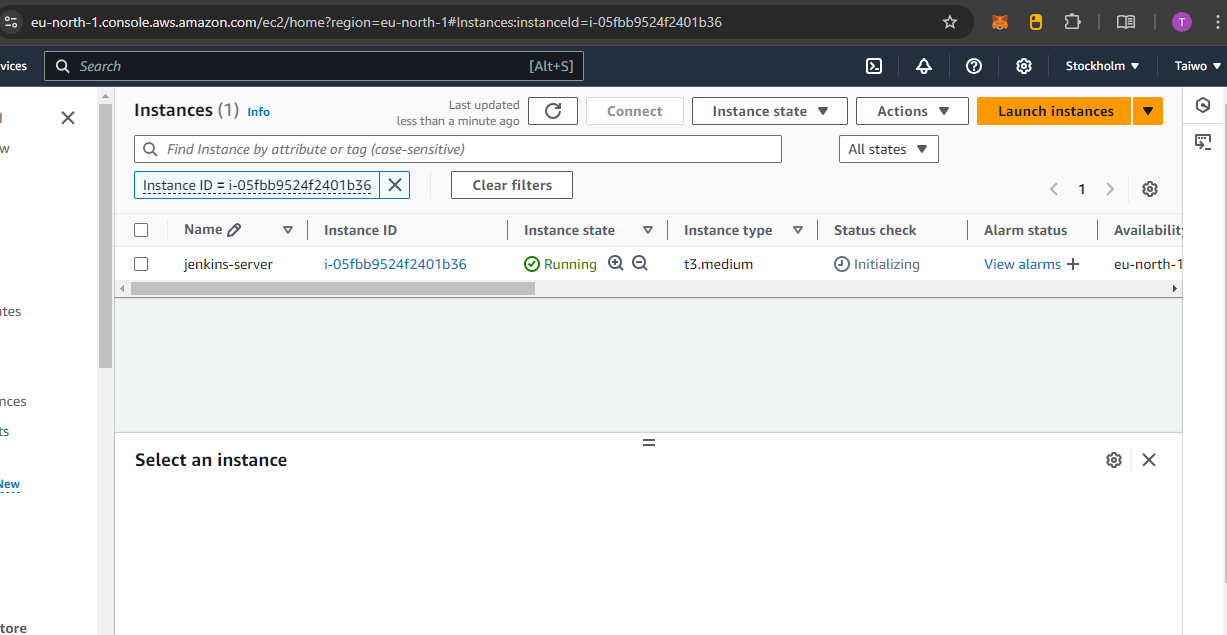 eu-north-1.console.aws.amazon.com/ec2/home?region=eu-north-1#Instances:instanceId=i-05fbb9524f2401b36
T
vices
Search
[Alt+S]
Stockholm
Taiwo
Instances (1) Info
Last updated
less than a minute ago
Connect
Instance state
Actions
Launch instances
Find Instance by attribute or tag (case-sensitive)
All states
Instance ID = i-05fbb9524f2401b36
Clear filters
1
Name
Instance ID
Instance state
Instance type
Status check
Alarm status
Availability
jenkins-server
i-05fbb9524f2401b36
Running
t3.medium
Initializing
View alarms +
eu-north-1
Select an instance
w
ates
nces
ts
New
tore